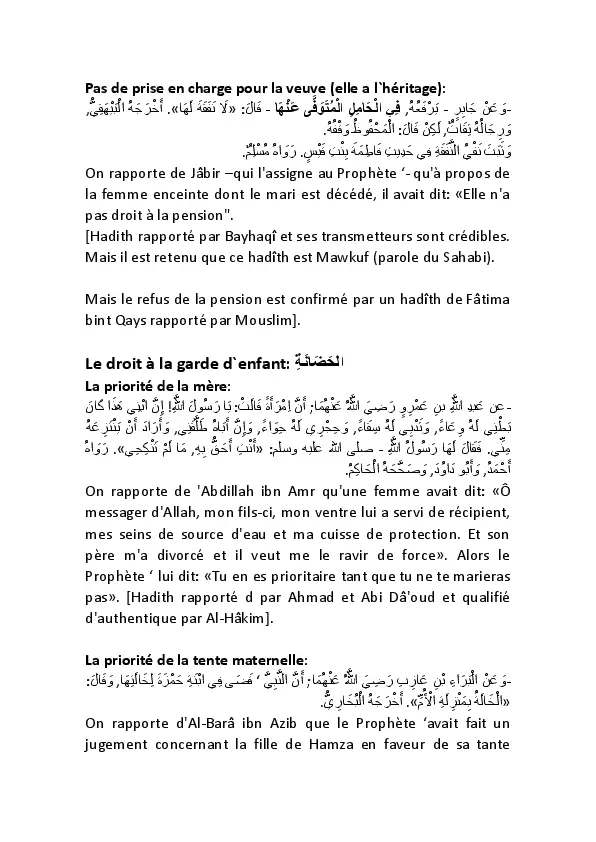 Pas de prise en charge pour la veuve (elle a l`héritage):
-وَعَنْ جَابِرٍ - يَرْفَعُهُ, فِي الْحَامِلِ الْمُتَوَفَّى عَنْهَا - قَالَ: «لَا نَفَقَةَ لَهَا». أَخْرَجَهُ الْبَيْهَقِيُّ,
وَرِجَالُهُ ثِقَاتٌ, لَكِنْ قَالَ: الْمَحْفُوظُ وَقْفُهُ.
وَثَبَتَ نَفْيُ النَّفَقَةِ فِي حَدِيثِ فَاطِمَةَ بِنْتِ قَيْسٍ. رَوَاهُ مُسْلِمٌ.
On rapporte de Jâbir –qui l'assigne au Prophète ‘- qu'à propos de
la femme enceinte dont le mari est décédé, il avait dit: «Elle n'a
pas droit à la pension".
[Hadith rapporté par Bayhaqî et ses transmetteurs sont crédibles.
Mais il est retenu que ce hadîth est Mawkuf (parole du Sahabi).
Mais le refus de la pension est confirmé par un hadîth de Fâtima
bint Qays rapporté par Mouslim].
Le droit à la garde d`enfant: الْحَضَانَةِ
La priorité de la mère:
-عن عَبْدِ اللَّهِ بنِ عَمْرِوٍ رَضِيَ اللَّهُ عَنْهُمَا; أَنَّ اِمْرَأَةً قَالَتْ: يَا رَسُولَ اللَّهِ! إِنَّ ابْنِي هَذَا كَانَ
بَطْنِي لَهُ وِعَاءً, وَثَدْيِي لَهُ سِقَاءً, وَحِجْرِي لَهُ حِوَاءً, وَإِنَّ أَبَاهُ طَلَّقَنِي, وَأَرَادَ أَنْ يَنْتَزِعَهُ
مِنِّي. فَقَالَ لَهَا رَسُولُ اللَّهِ - صلى الله عليه وسلم: «أَنْتِ أَحَقُّ بِهِ, مَا لَمْ تَنْكِحِي». رَوَاهُ
أَحْمَدُ, وَأَبُو دَاوُدَ, وَصَحَّحَهُ الْحَاكِمُ.
On rapporte de 'Abdillah ibn Amr qu'une femme avait dit: «Ô
messager d'Allah, mon fils-ci, mon ventre lui a servi de récipient,
mes seins de source d'eau et ma cuisse de protection. Et son
père m'a divorcé et il veut me le ravir de force». Alors le
Prophète ‘ lui dit: «Tu en es prioritaire tant que tu ne te marieras
pas». [Hadith rapporté d par Ahmad et Abi Dâ'oud et qualifié
d'authentique par Al-Hâkim].
La priorité de la tente maternelle:
-وَعَنْ الْبَرَاءِ بْنِ عَازِبٍ رَضِيَ اللَّهُ عَنْهُمَا; أَنَّ النَّبِيَّ ‘ قَضَى فِي ابْنَةِ حَمْزَةَ لِخَالَتِهَا, وَقَالَ:
«الْخَالَةُ بِمَنْزِلَةِ الْأُمِّ». أَخْرَجَهُ الْبُخَارِيُّ.
On rapporte d'Al-Barâ ibn Azib que le Prophète ‘avait fait un
jugement concernant la fille de Hamza en faveur de sa tante